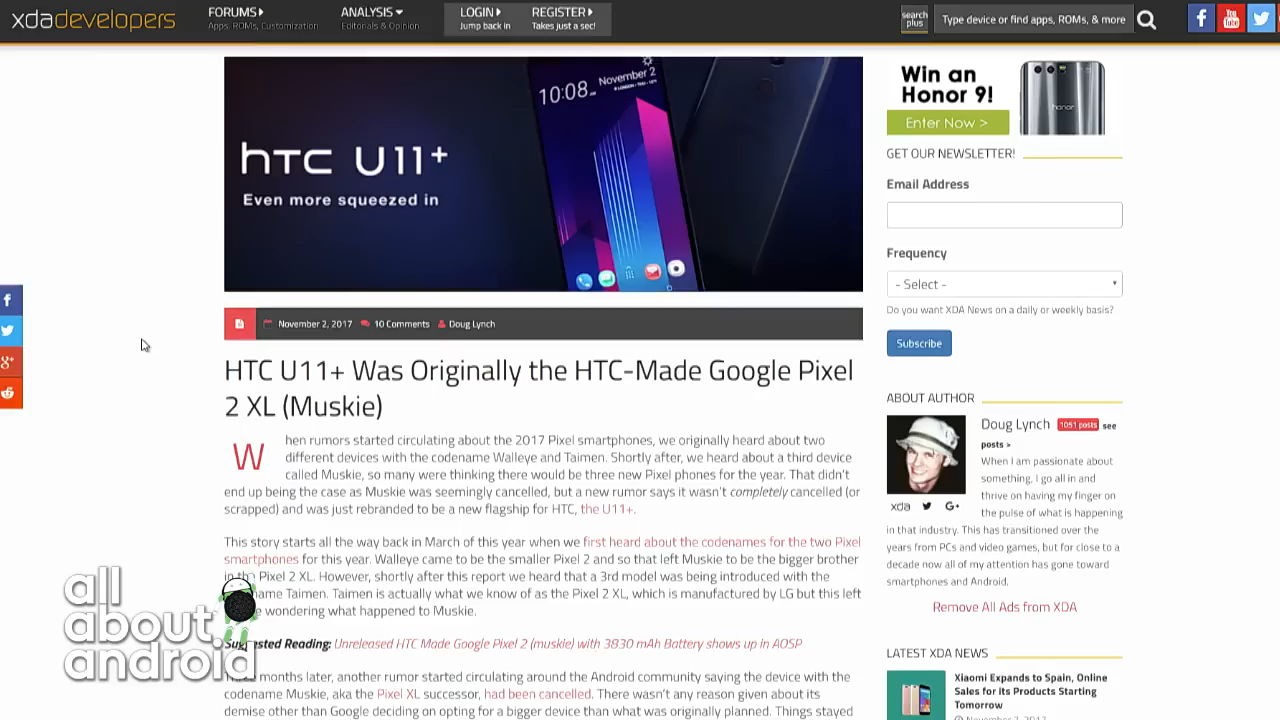 xdadevelopers
FORUMS
Apps, ROMs, Customization
ANALYSIS
Editorials & Opinion
LOGIN
Jump back in
REGISTER
Takes just a sec!
search
plus
Type device or find apps, ROMs, & more
You
Tube
10:08
November 2
hTC U11+
Even more squeezed in
Win an
Honor 9!
Enter Now >
honor
GET OUR NEWSLETTER!
Email Address
Frequency
- Select -
Do you want XDA News on a daily or weekly basis?
Subscribe
November 2, 2017 10 Comments Doug Lynch
HTC U11+ Was Originally the HTC-Made Google Pixel
2 XL (Muskie)
When rumors started circulating about the 2017 Pixel smartphones, we originally heard about two
different devices with the codename Walleye and Taimen. Shortly after, we heard about a third device
called Muskie, so many were thinking there would be three new Pixel phones for the year. That didn't
end up being the case as Muskie was seemingly cancelled, but a new rumor says it wasn't completely cancelled (or
scrapped) and was just rebranded to be a new flagship for HTC, the U11+.
This story starts all the way back in March of this year when we first heard about the codenames for the two Pixel
smartphones for this year. Walleye came to be the smaller Pixel 2 and so that left Muskie to be the bigger brother
in the Pixel 2 XL. However, shortly after this report we heard that a 3rd model was being introduced with the
name Taimen. Taimen is actually what we know of as the Pixel 2 XL, which is manufactured by LG but this left
wondering what happened to Muskie.
Suggested Reading: Unreleased HTC Made Google Pixel 2 (muskie) with 3830 mAh Battery shows up in AOSP
months later, another rumor started circulating around the Android community saying the device with the
codename Muskie, aka the Pixel XL successor, had been cancelled. There wasn't any reason given about its
demise other than Google deciding on opting for a bigger device than what was originally planned. Things stayed
ABOUT AUTHOR
Doug Lynch 1051 posts see
posts >
When I am passionate about
something, I go all in and
thrive on having my finger on
the pulse of what is happening
in that industry. This has transitioned over the
years from PCs and video games, but for close to a
decade now all of my attention has gone toward
smartphones and Android.
xda G+
Remove All Ads from XDA
LATEST XDA NEWS
Xiaomi Expands to Spain, Online
Sales for its Products Starting
Tomorrow
November 2, 2017
all
about
android